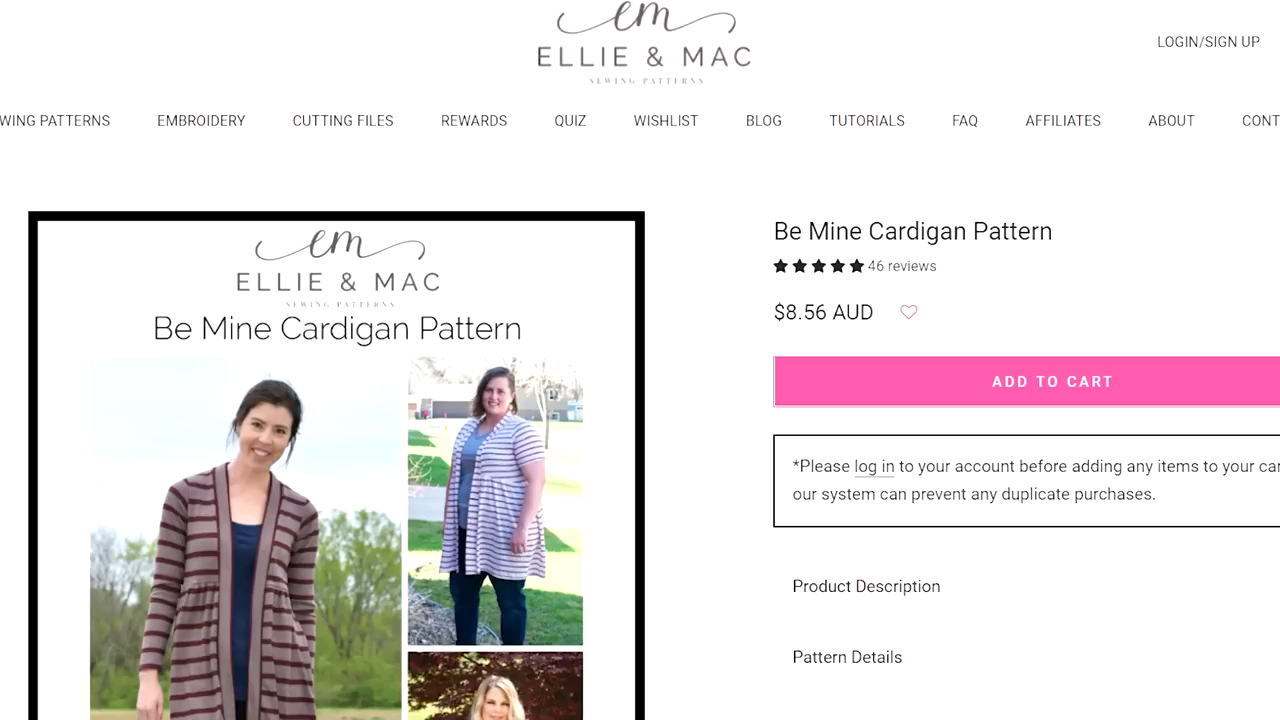 em
ELLIE & MAC
SEWING PATTERNS
LOGIN/SIGN UP
WING PATTERNS EMBROIDERY CUTTING FILES REWARDS QUIZ WISHLIST BLOG TUTORIALS FAQ AFFILIATES ABOUT CONT
em
ELLIE & MAC
SEWING PATTERNS
Be Mine Cardigan Pattern
Be Mine Cardigan Pattern
46 reviews
$8.56 AUD
ADD TO CART
*Please log in to your account before adding any items to your car
our system can prevent any duplicate purchases.
Product Description
Pattern Details